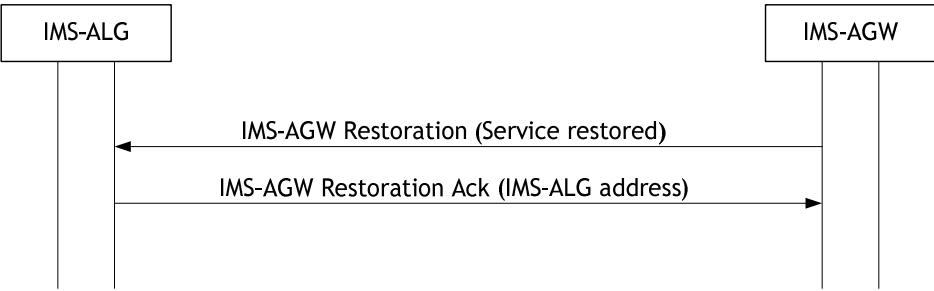 IMS-ALG
IMS-AGW
IMS-AGW Restoration (Service restored)
IMS-AGW Restoration Ack (IMS-ALG address)